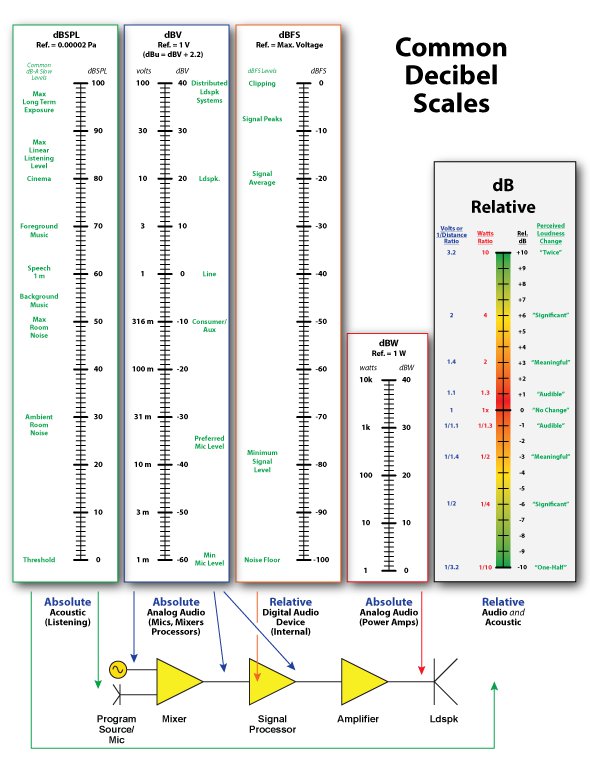 Common
Decibel
Scales
dBSPL
Ref. = 0.00002 Pa
Common
dB-A Slow
Levels
dBSPL
Max
Long Term
Exposure
Max
Linear
Listening
Level
Cinema
Foreground
Music
Speech
1 m
Background
Music
Max
Room
Noise
Ambient
Room
Noise
Threshold
100
90
80
70
60
50
40
30
20
10
0
dBV
Ref. = 1 V
(dBu = dBV + 2.2)
volts
dBV
100
30
10
3
1
316 m
100 m
31 m
10 m
3 m
1 m
40
30
20
10
0
-10
-20
-30
-40
-50
-60
Distributed
Ldspk
Systems
Ldspk.
Line
Consumer/
Aux
Preferred
Mic Level
Min
Mic Level
dBFS
Ref. = Max. Voltage
dBFS Levels
dBFS
Clipping
Signal Peaks
Signal
Average
Minimum
Signal
Level
Noise Floor
0
-10
-20
-30
-40
-50
-60
-70
-80
-90
-100
dBW
Ref. = 1 W
watts
dBW
10k
1k
100
10
1
40
30
20
10
0
dB
Relative
Volts or
1/Distance
Ratio
Watts
Ratio
Rel.
dB
Perceived
Loudness
Change
3.2 10 +10 "Twice"
+9
+8
+7
2 4 +6 "Significant"
+5
+4
1.4 2 +3 "Meaningful"
+2
1.1 1.3 +1 "Audible"
1 1x 0 "No Change"
1/1.1 1/1.3 -1 "Audible"
-2
1/1.4 1/2 -3 "Meaningful"
-4
-5
1/2 1/4 -6 "Significant"
-6
-8
-9
1/3.2 1/10 -10 "One-Half"
Absolute
Acoustic
(Listening)
Absolute
Analog Audio
(Mics, Mixers
Processors)
Relative
Digital Audio
Device
(Internal)
Absolute
Analog Audio
(Power Amps)
Relative
Audio and
Acoustic
Program
Source/
Mic
Mixer
Signal
Processor
Amplifier
Ldspk